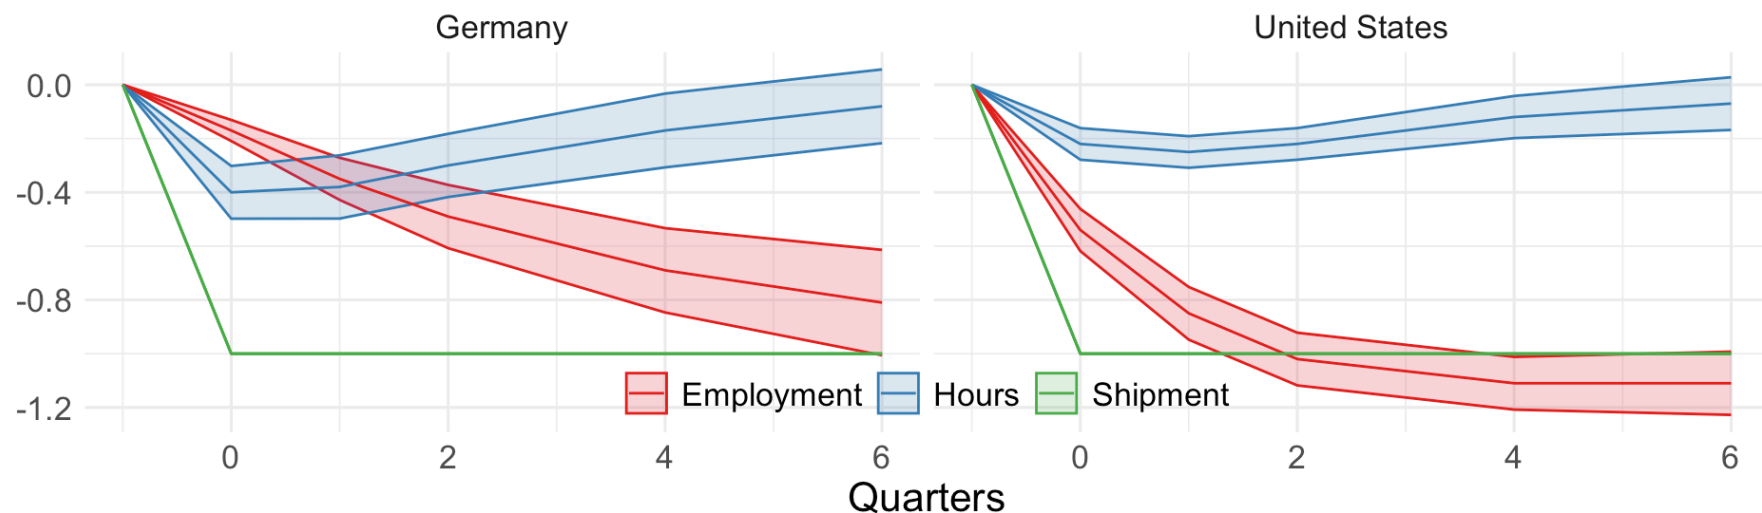 Germany
United States
0.0
-0.4
-0.8
-1.2
Employment Hours Shipment
0 2 4 6 0 2 4 6
Quarters